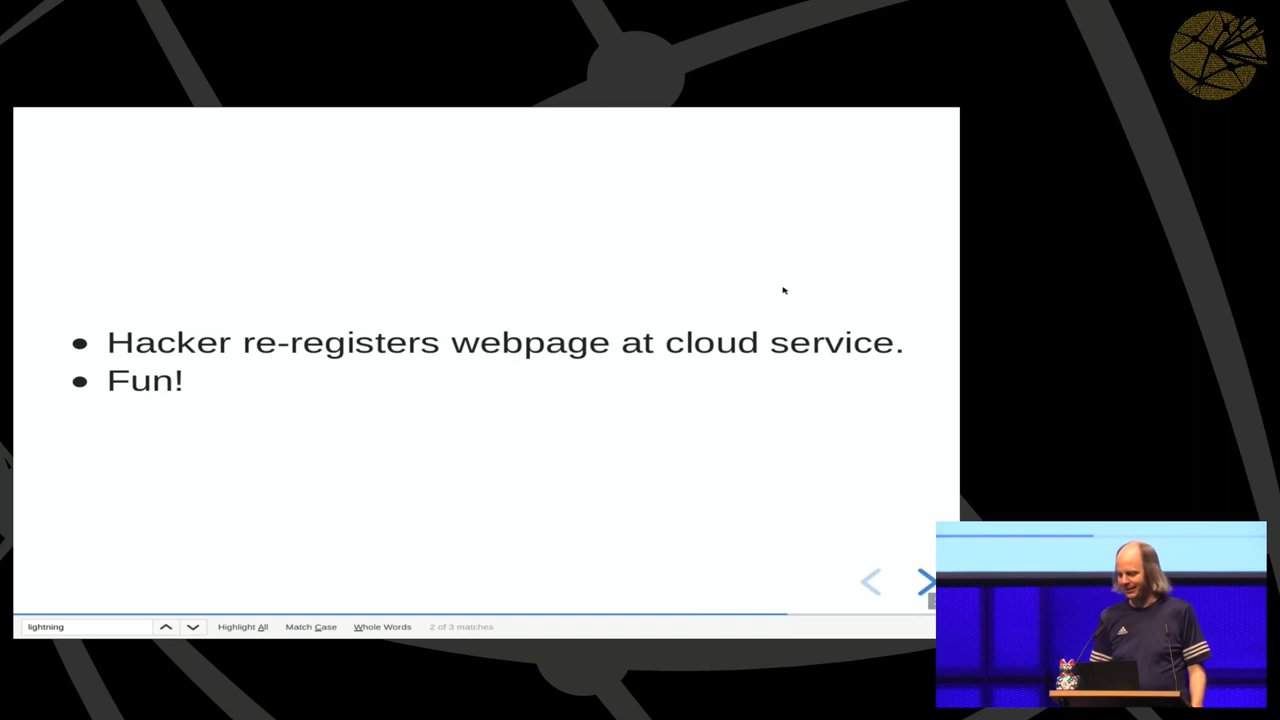 ● Hacker re-registers webpage at cloud service.
● Fun!
lightning
Highlight All Match Case Whole Words 2 of 3 matches